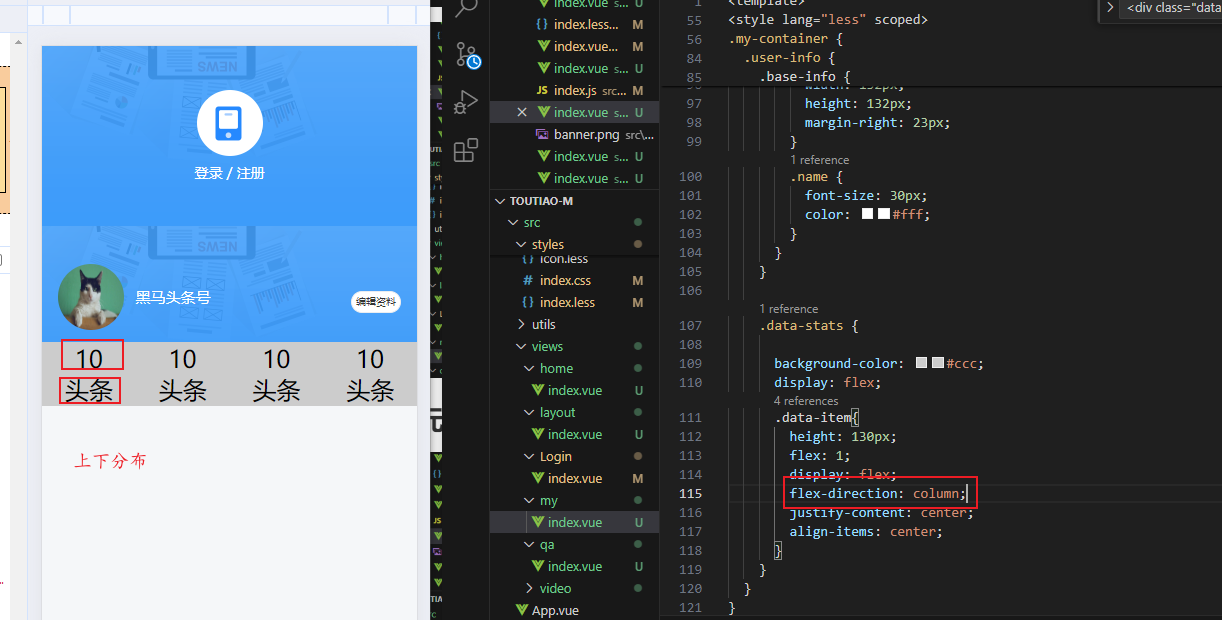 NEWS
登录 / 注册
NEWS
黑马头条号
编辑资料
10
10
10
10
头条
头条
头条
头条
上下分布
index.vue s... U
index.less... M
index.vue... M
index.vue s... U
JS index.js src... M
index.vue s... U
banner.png src\...
index.vue s... U
index.vue s... U
TOUTIAO-M
src
styles
icon.less
index.css M
index.less M
utils
views
home
index.vue U
layout
index.vue U
Login
index.vue M
my
index.vue U
qa
index.vue U
video
App.vue
1 <template>
<div class="data
55 <style lang="less" scoped>
56 .my-container {
84 .user-info {
85 .base-info {
96 width: 132px;
97 height: 132px;
98 margin-right: 23px;
99 }
1 reference
100 .name {
101 font-size: 30px;
102 color: #fff;
103 }
104 }
105 }
106
1 reference
107 .data-stats {
108
109 background-color: #ccc;
110 display: flex;
4 references
111 .data-item{
112 height: 130px;
113 flex: 1;
114 display: flex;
115 flex-direction: column;
116 justify-content: center;
117 align-items: center;
118 }
119 }
120 }
121 }